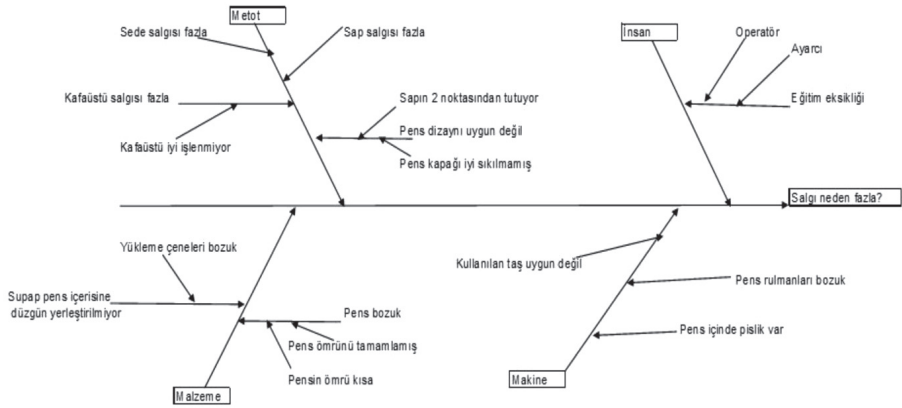 Metot
Sede salgısı fazla
Sap salgısı fazla
Kafaüstü salgısı fazla
Kafaüstü iyi işlenmiyor
Sapın 2 noktasından tutuyor
Pens dizaynı uygun değil
Pens kapağı iyi sıkılmamış
İnsan
Operatör
Ayarcı
Eğitim eksikliği
Salgı neden fazla?
Yükleme çeneleri bozuk
Supap pens içerisine
düzgün yerleştirilmiyor
Pens bozuk
Pens ömrünü tamamlamış
Pensin ömrü kısa
Malzeme
Kullanılan taş uygun değil
Pens rulmanları bozuk
Pens içinde pislik var
Makine